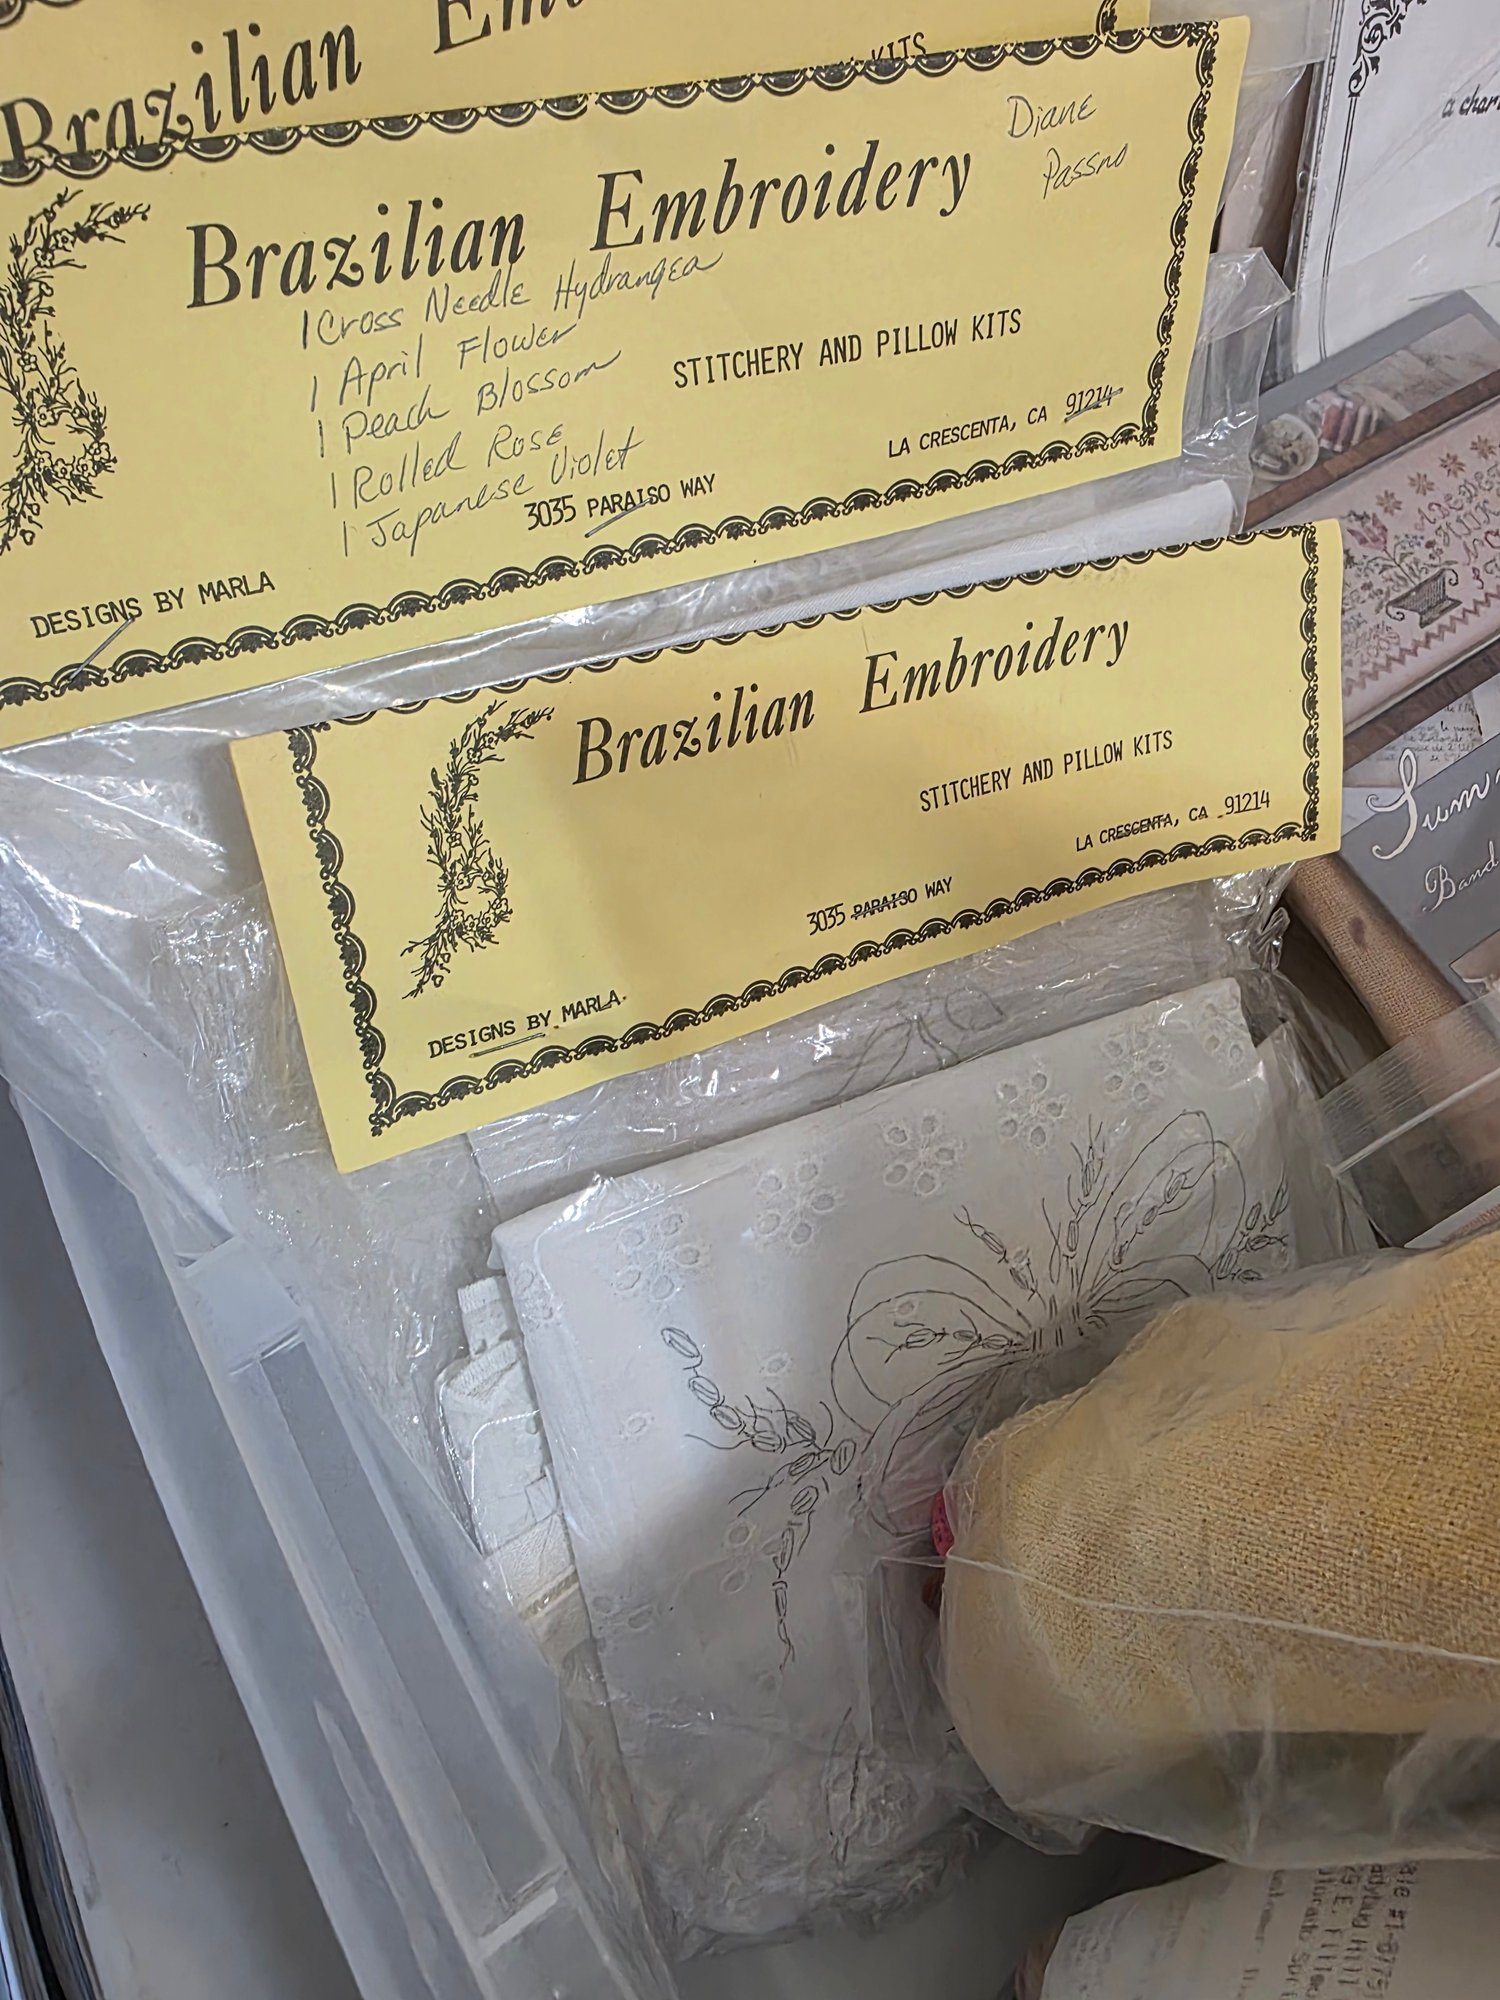 Brazilian
KITS
Brazilian Embroidery
Diane
Passno
1 Cross Needle Hydrangea
1 April Flower
1 Peach Blossom
1 Rolled Rose
1 Japanese Violet
STITCHERY AND PILLOW KITS
LA CRESCENTA, CA 91214
3035 PARAISO WAY
DESIGNS BY MARLA
Brazilian Embroidery
STITCHERY AND PILLOW KITS
LA CRESCENTA, CA 91214
3035 PARAISO WAY
DESIGNS BY MARLA
a char
Band